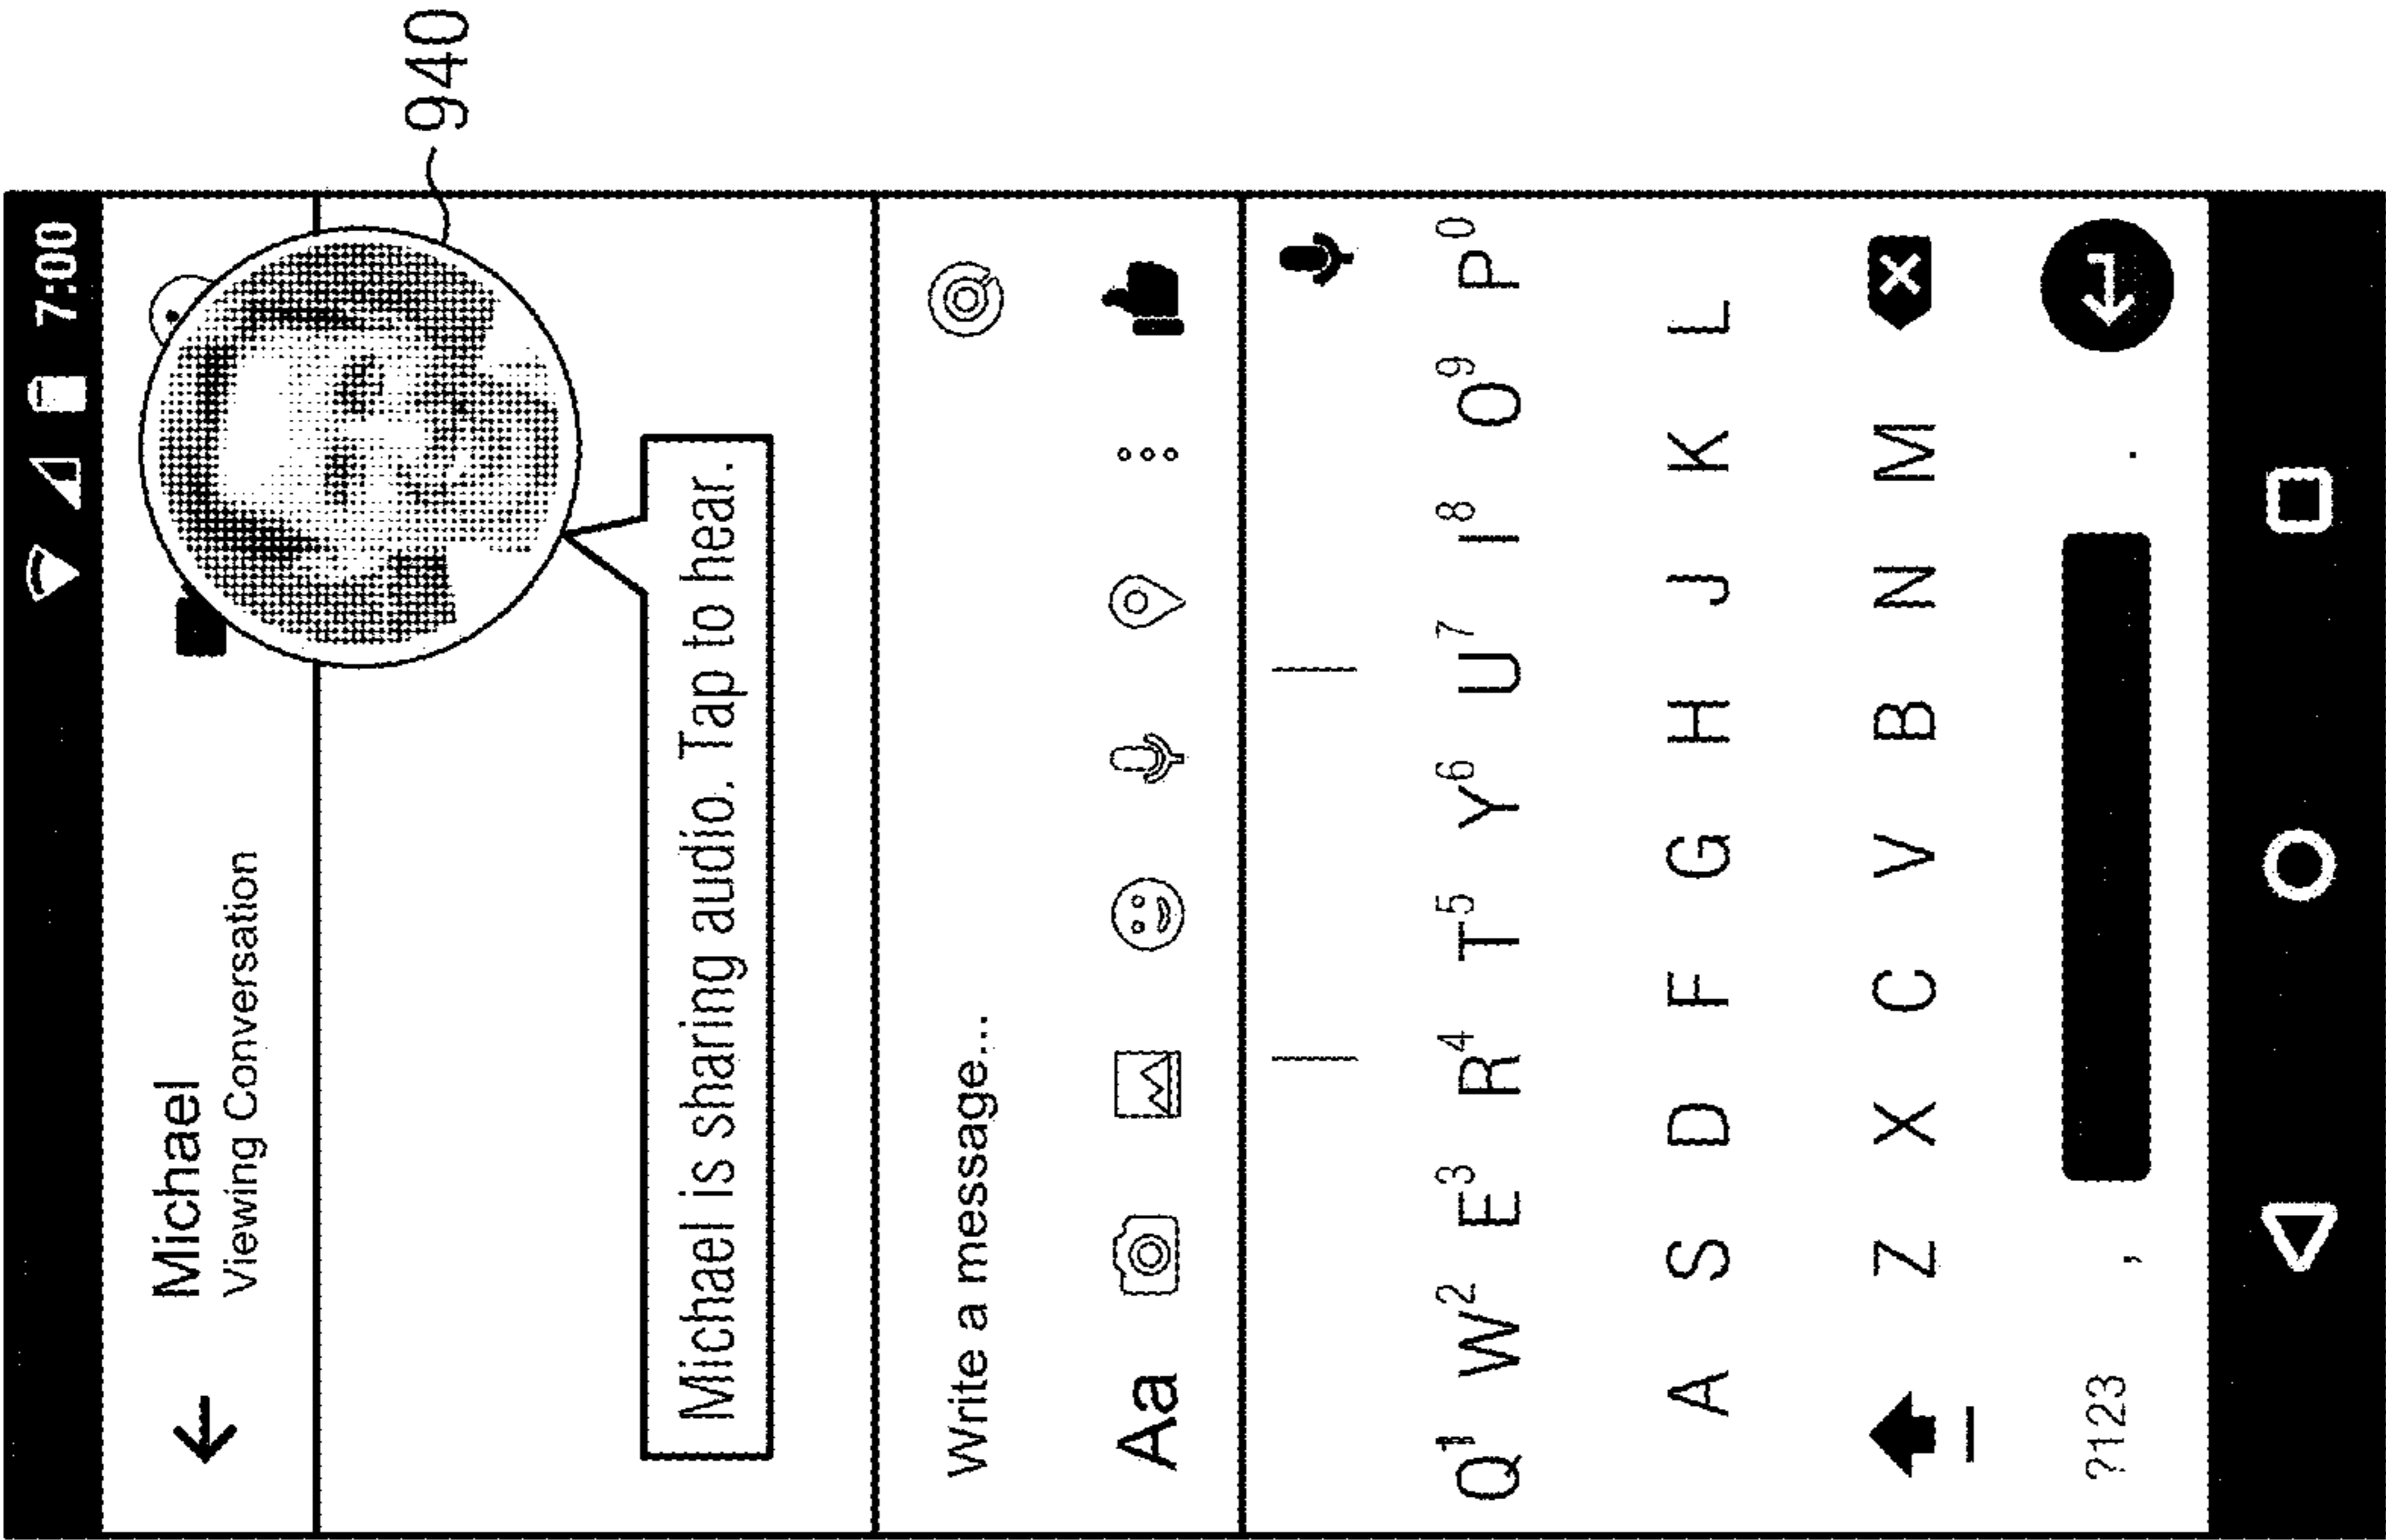 7:00
Michael
Viewing Conversation
940
Michael is sharing audio. Tap to hear.
Write a message...
Aa
Q1 W2 E3 R4 T5 Y6 U7 I8 O9 P0
A S D F G H J K L
Z X C V B N M
?123 , .